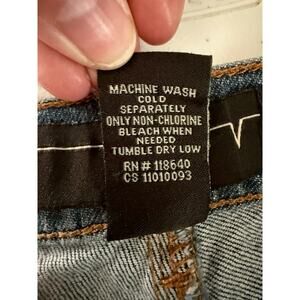 MACHINE WASH
COLD
SEPARATELY
ONLY NON-CHLORINE
BLEACH WHEN
NEEDED
TUMBLE DRY LOW
RN # 118640
CS 11010093